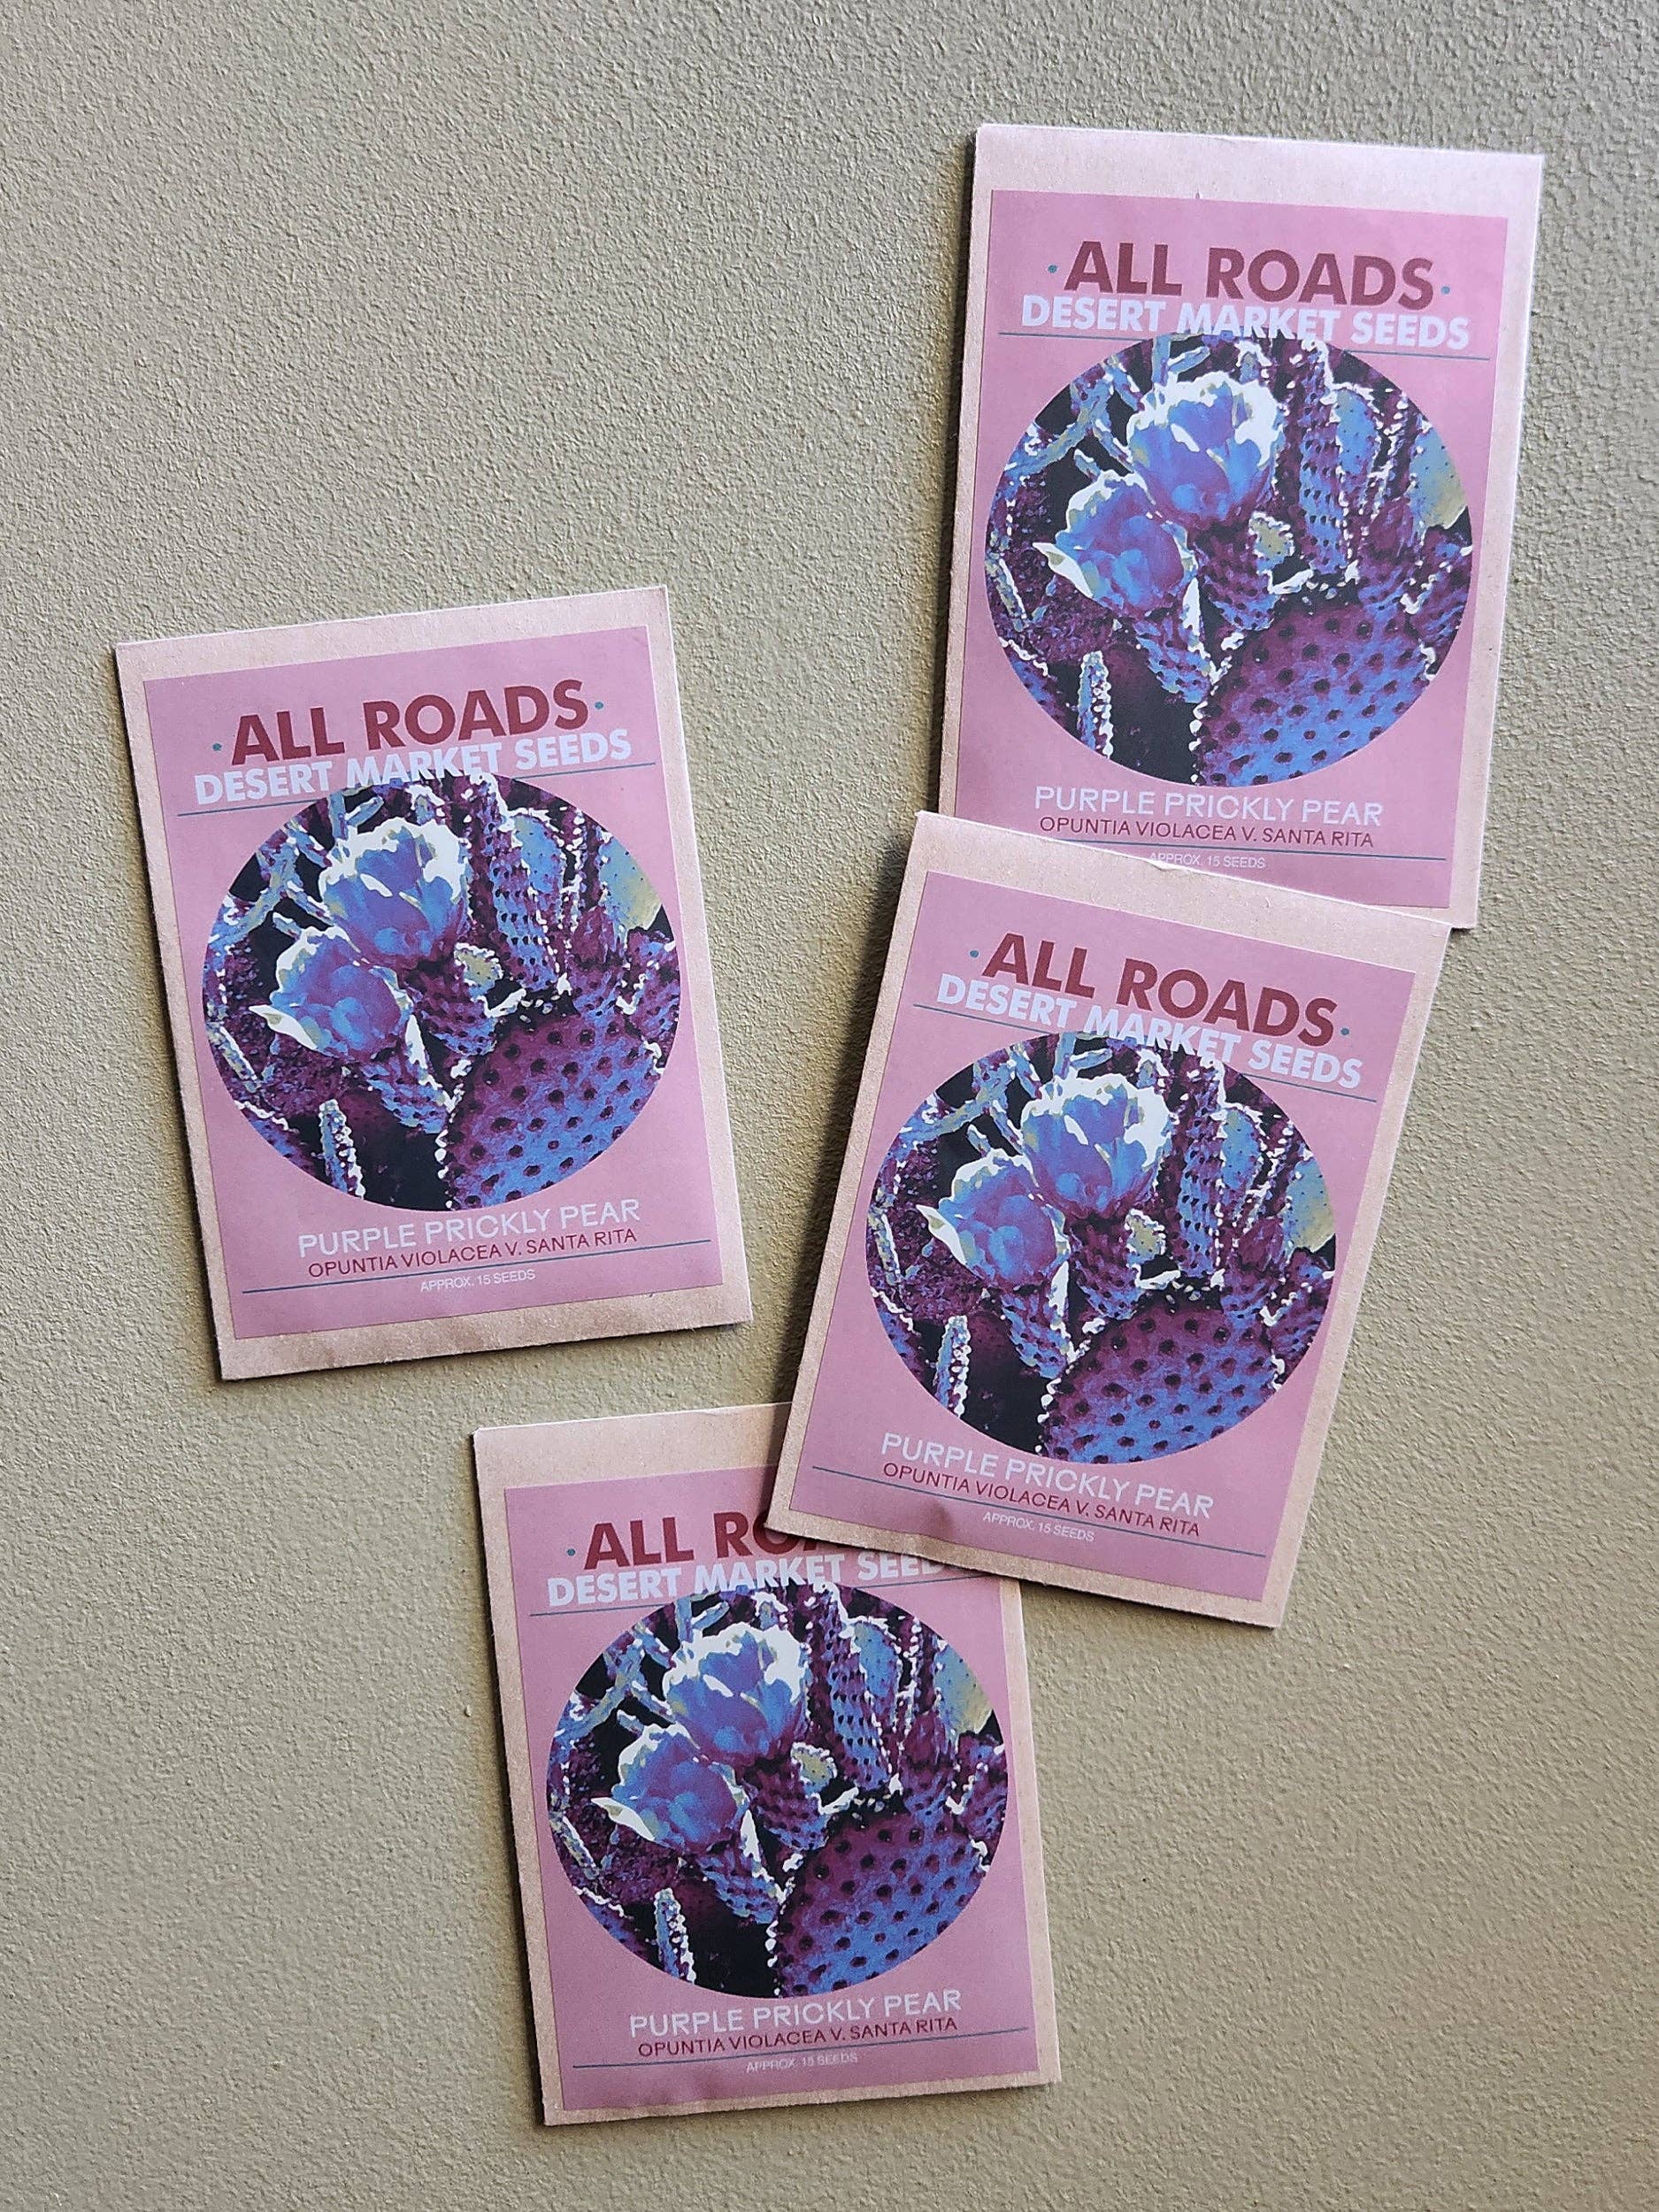 ALL ROADS
DESERT MARKET SEEDS
PURPLE PRICKLY PEAR
OPUNTIA VIOLACEA V. SANTA RITA
APPROX. 15 SEEDS
ALL ROADS
DESERT MARKET SEEDS
PURPLE PRICKLY PEAR
OPUNTIA VIOLACEA V. SANTA RITA
APPROX. 15 SEEDS
ALL ROADS
DESERT MARKET SEEDS
PURPLE PRICKLY PEAR
OPUNTIA VIOLACEA V. SANTA RITA
APPROX. 15 SEEDS
ALL RO
DESERT MARKET SEED
PURPLE PRICKLY PEAR
OPUNTIA VIOLACEA V. SANTA RITA
APPROX. 15 SEEDS